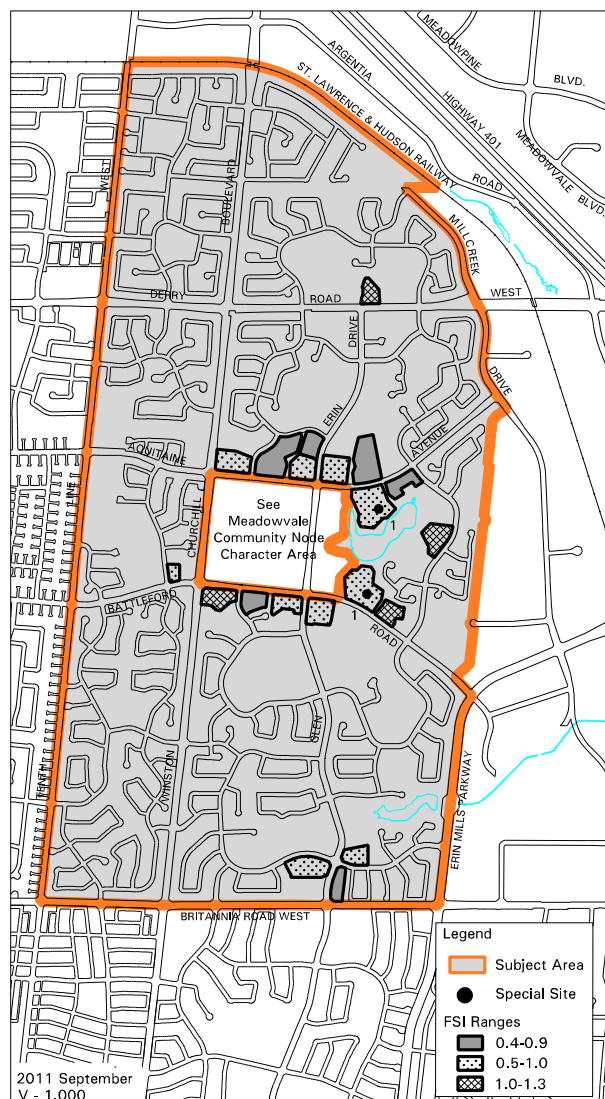 MEADOWPINE
BLVD.
ARGENTIA
HIGHWAY 401
ST. LAWRENCE & HUDSON RAILWAY
ROAD
MEADOWVALE BLVD.
WEST
BOULEVARD
MILLCREEK
DERRY
ROAD
WEST
DRIVE
DRIVE
ERIN
AVENUE
AQUITAINE
LINE
CHURCHILL
See
Meadowvale
Community Node
Character Area
1
BATTLEFORD
1
ROAD
GLEN
WINSTON
TENTH
ERIN MILLS PARKWAY
BRITANNIA ROAD WEST
Legend
Subject Area
Special Site
FSI Ranges
0.4-0.9
0.5-1.0
1.0-1.3
2011 September
V - 1.000